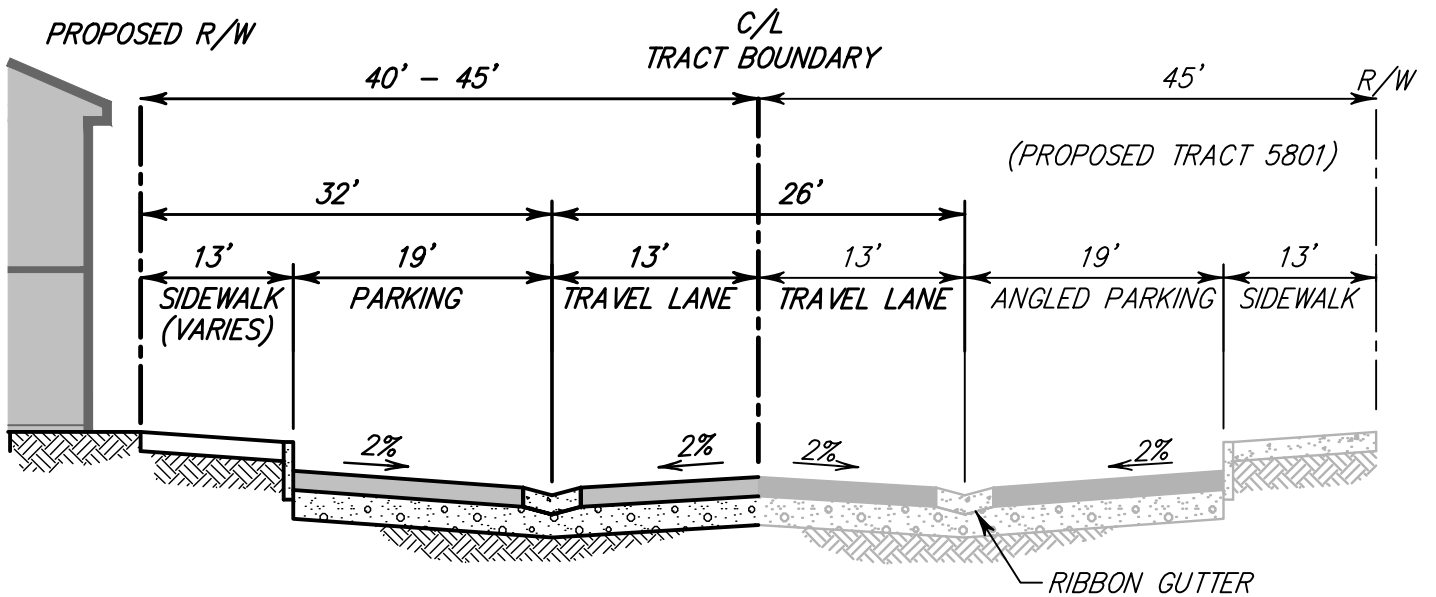 PROPOSED R/W
C/L
TRACT BOUNDARY
40' - 45'
45'
R/W
(PROPOSED TRACT 5801)
32'
26'
13'
19'
13'
13'
19'
13'
SIDEWALK
(VARIES)
PARKING
TRAVEL LANE
TRAVEL LANE
ANGLED PARKING
SIDEWALK
2%
2%
2%
2%
RIBBON GUTTER